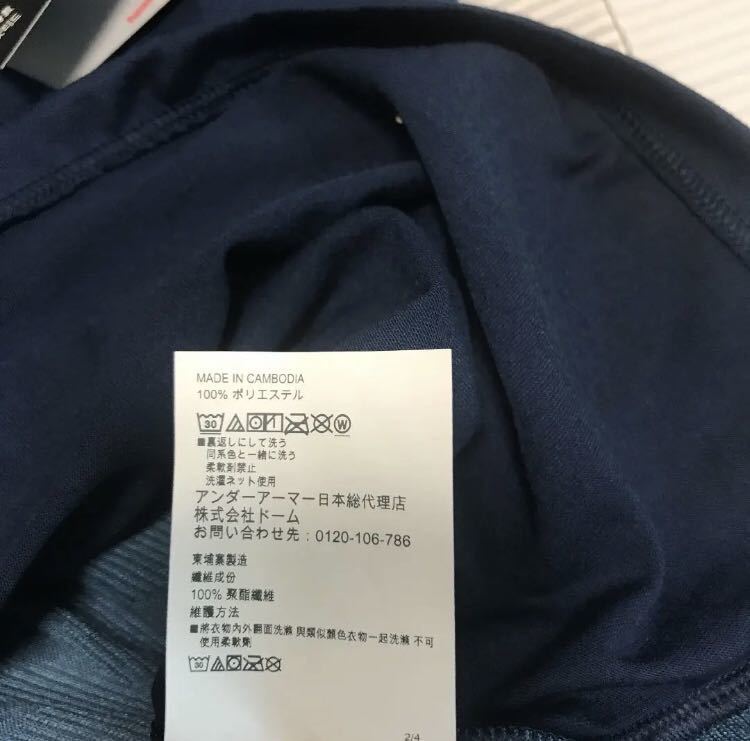 MADE IN CAMBODIA
100% ポリエステル
30 W
■裏返しにして洗う
同系色と一緒に洗う
柔軟剤禁止
洗濯ネット使用
アンダーアーマー日本総代理店
株式会社ドーム
お問い合わせ先：0120-106-786
柬埔寨製造
纖維成份
100% 聚酯纖維
維護方法
■將衣物內外翻面洗滌 與類似顏色衣物一起洗滌 不可
使用柔軟劑
30
2/4